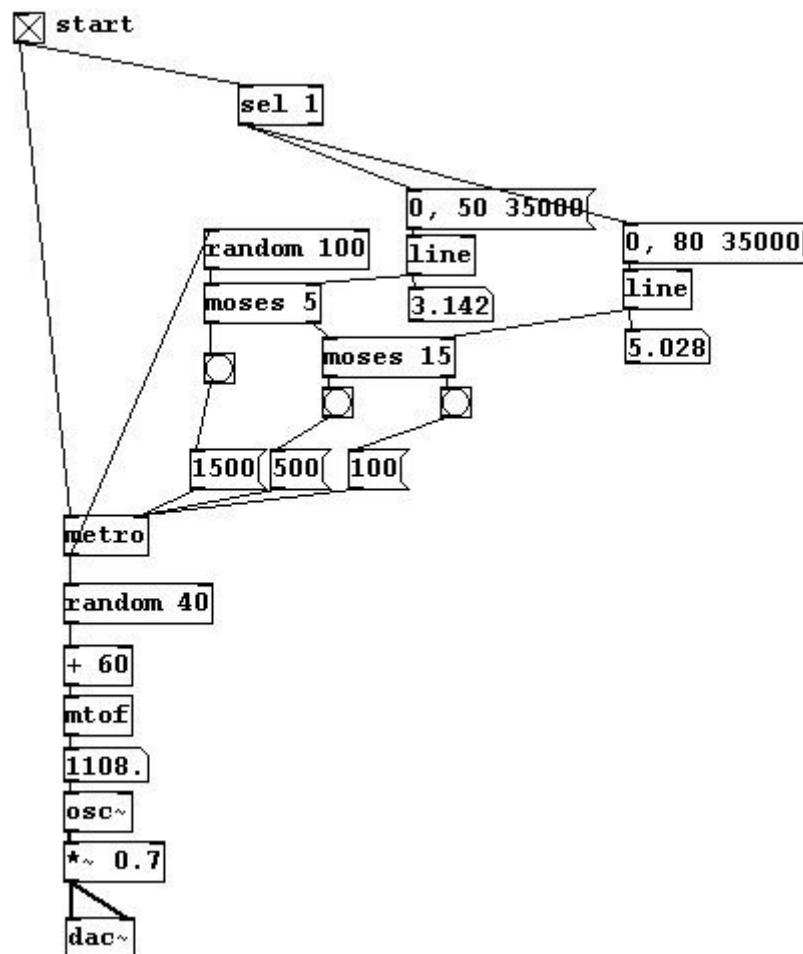 start
sel 1
0, 50 35000
0, 80 35000
random 100
line
line
moses 5
3.142
5.028
moses 15
1500
500
100
metro
random 40
+ 60
mtof
1108.
osc~
*~ 0.7
dac~